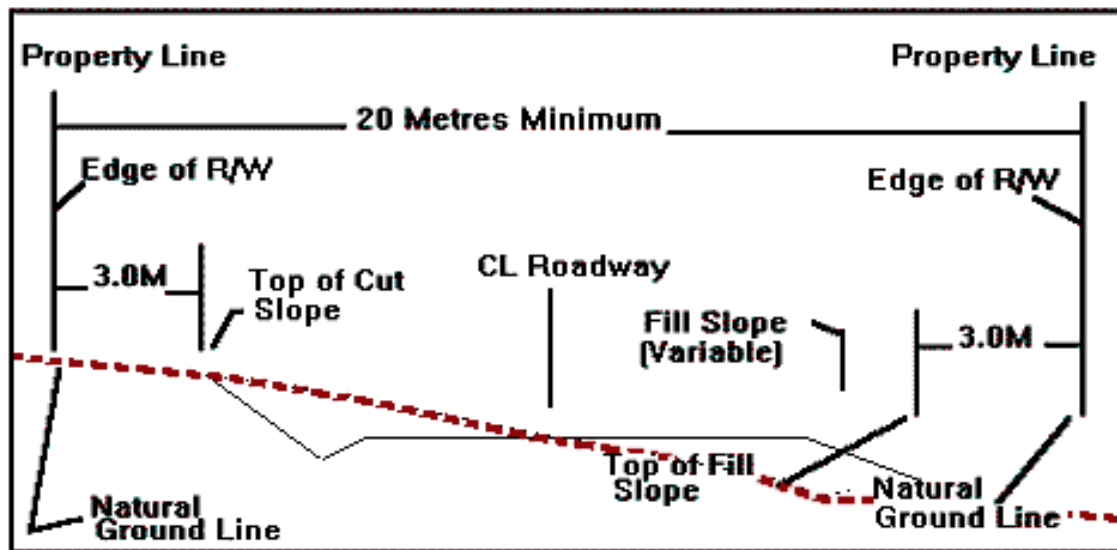 Property Line
Property Line
20 Metres Minimum
Edge of R/W
Edge of R/W
3.0M
Top of Cut
Slope
CL Roadway
Fill Slope
(Variable)
3.0M
Top of Fill
Slope
Natural
Ground Line
Natural
Ground Line